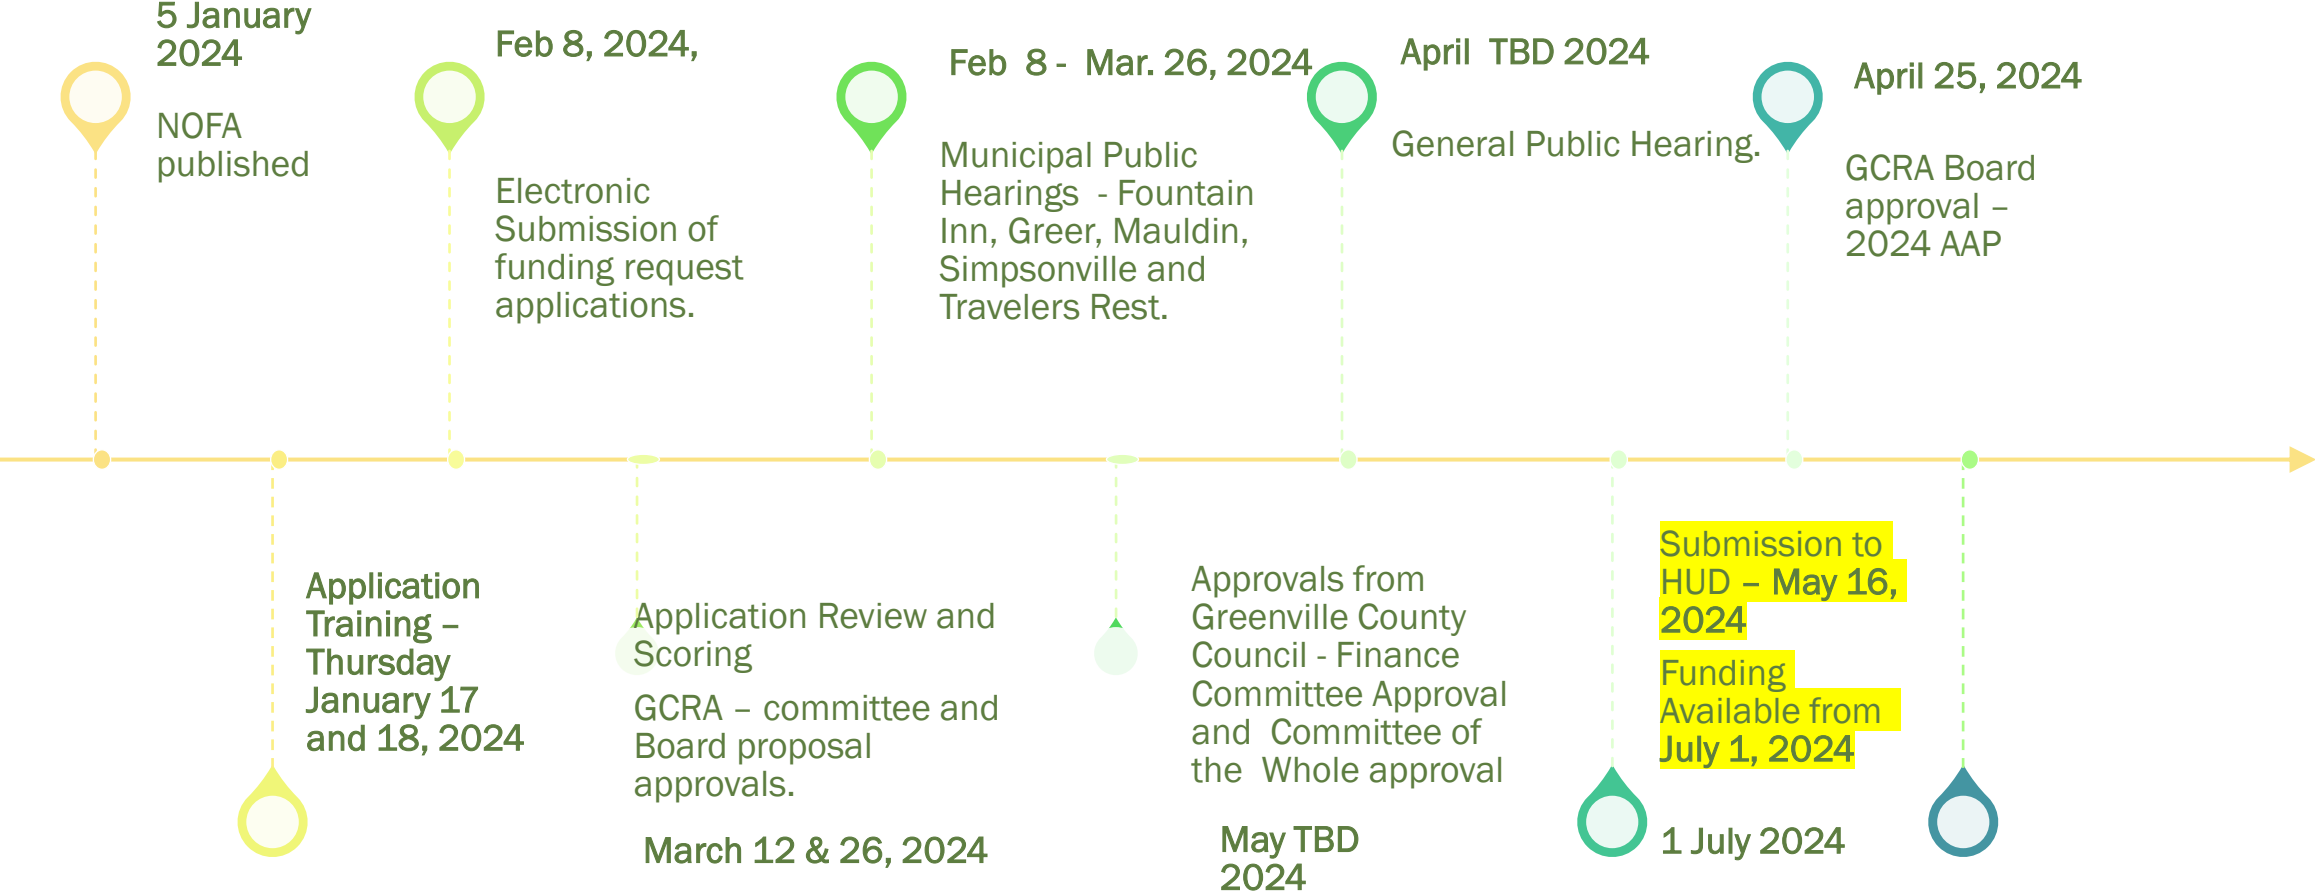 5 January
2024
NOFA
published
Feb 8, 2024,
Electronic
Submission of
funding request
applications.
Feb 8 - Mar. 26, 2024
Municipal Public
Hearings - Fountain
Inn, Greer, Mauldin,
Simpsonville and
Travelers Rest.
April TBD 2024
General Public Hearing.
April 25, 2024
GCRA Board
approval –
2024 AAP
Application
Training –
Thursday
January 17
and 18, 2024
Application Review and
Scoring
GCRA – committee and
Board proposal
approvals.
March 12 & 26, 2024
Approvals from
Greenville County
Council - Finance
Committee Approval
and Committee of
the Whole approval
May TBD
2024
Submission to
HUD – May 16,
2024
Funding
Available from
July 1, 2024
1 July 2024